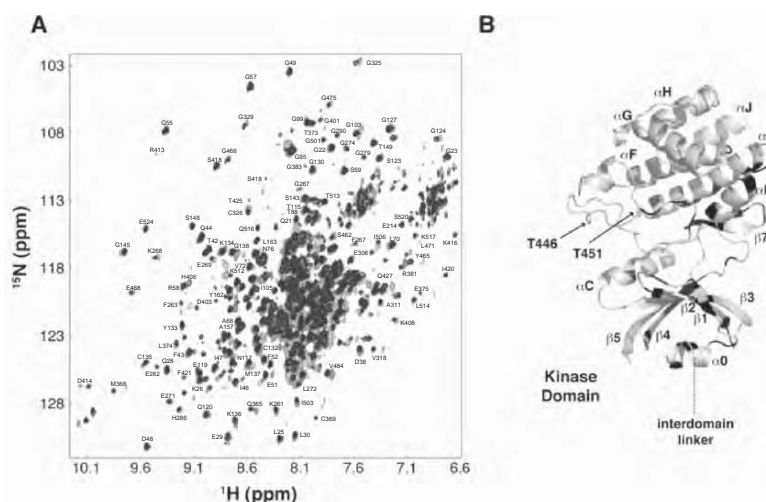 A
B
103
108
113
118
123
128
15N (ppm)
10.1
9.6
9.1
8.6
8.1
7.6
7.1
6.6
1H (ppm)
G325
G49
G57
G475
G55
G329
G99
G401
G103
G127
T373
G290
G501
G22
G274
T149
G124
R413
G466
G95
G279
S123
G23
S418
G383
G130
S59
S418
G267
T425
S143
T513
C326
T115
T88
E524
S148
Q516
Q21
S520
E214
Q44
S462
K517
K416
G145
T42
K134
L163
F267
I506
L70
L471
K268
G138
N76
E308
Y465
E269
V72
R381
K512
I420
H406
Q427
E468
R58
I105
E375
Y162
A311
L514
F263
D403
K408
Y133
A68
A157
L374
C132
D38
V318
F43
C135
I47
N117
F52
Q28
E119
M137
V484
E282
F421
D414
M366
K26
I46
E51
L272
E271
I503
H286
Q120
Q365
K261
K136
C369
D48
E29
L25
L30
αH
αG
αJ
αF
T446
T451
β7
αC
β3
β2
β1
β5
β4
α0
Kinase
Domain
interdomain
linker